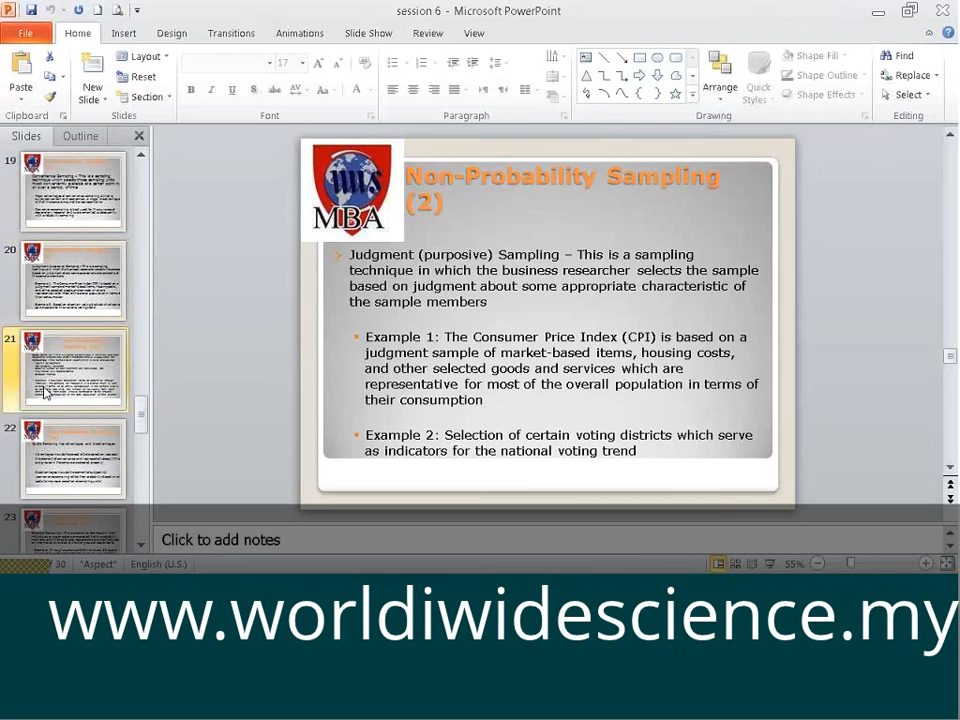 session 6 - Microsoft PowerPoint
File Home Insert Design Transitions Animations Slide Show Review View
Paste
New
Slide
Layout
Reset
Section
17
Arrange
Quick
Styles
Shape Fill
Shape Outline
Shape Effects
Find
Replace
Select
Clipboard Slides Font Paragraph Drawing Editing
Slides Outline
19
20
21
22
23
MBA
Non-Probability Sampling
(2)
Judgment (purposive) Sampling – This is a sampling
technique in which the business researcher selects the sample
based on judgment about some appropriate characteristic of
the sample members
Example 1: The Consumer Price Index (CPI) is based on a
judgment sample of market-based items, housing costs,
and other selected goods and services which are
representative for most of the overall population in terms of
their consumption
Example 2: Selection of certain voting districts which serve
as indicators for the national voting trend
Click to add notes
of 30 "Aspect" English (U.S.) 55%
www.worldiwidescience.my